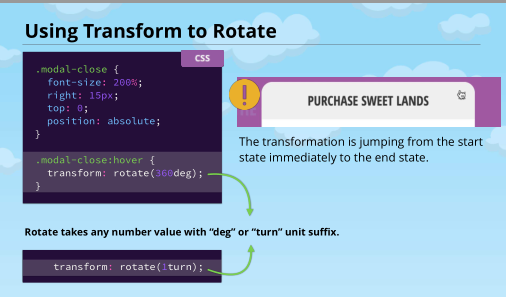 Using Transform to Rotate
CSS
.modal-close {
font-size: 200%;
right: 15px;
top: 0;
position: absolute;
}
.modal-close:hover {
transform: rotate(360deg);
}
!
PURCHASE SWEET LANDS
The transformation is jumping from the start
state immediately to the end state.
Rotate takes any number value with “deg” or “turn” unit suffix.
transform: rotate(1turn);